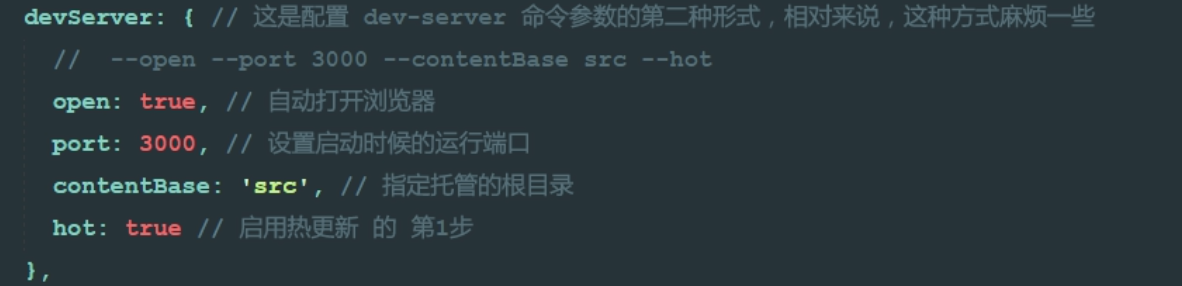 devServer: { // 这是配置 dev-server 命令参数的第二种形式，相对来说，这种方式麻烦一些
//  --open --port 3000 --contentBase src --hot
open: true, // 自动打开浏览器
port: 3000, // 设置启动时候的运行端口
contentBase: 'src', // 指定托管的根目录
hot: true // 启用热更新 的 第1步
},